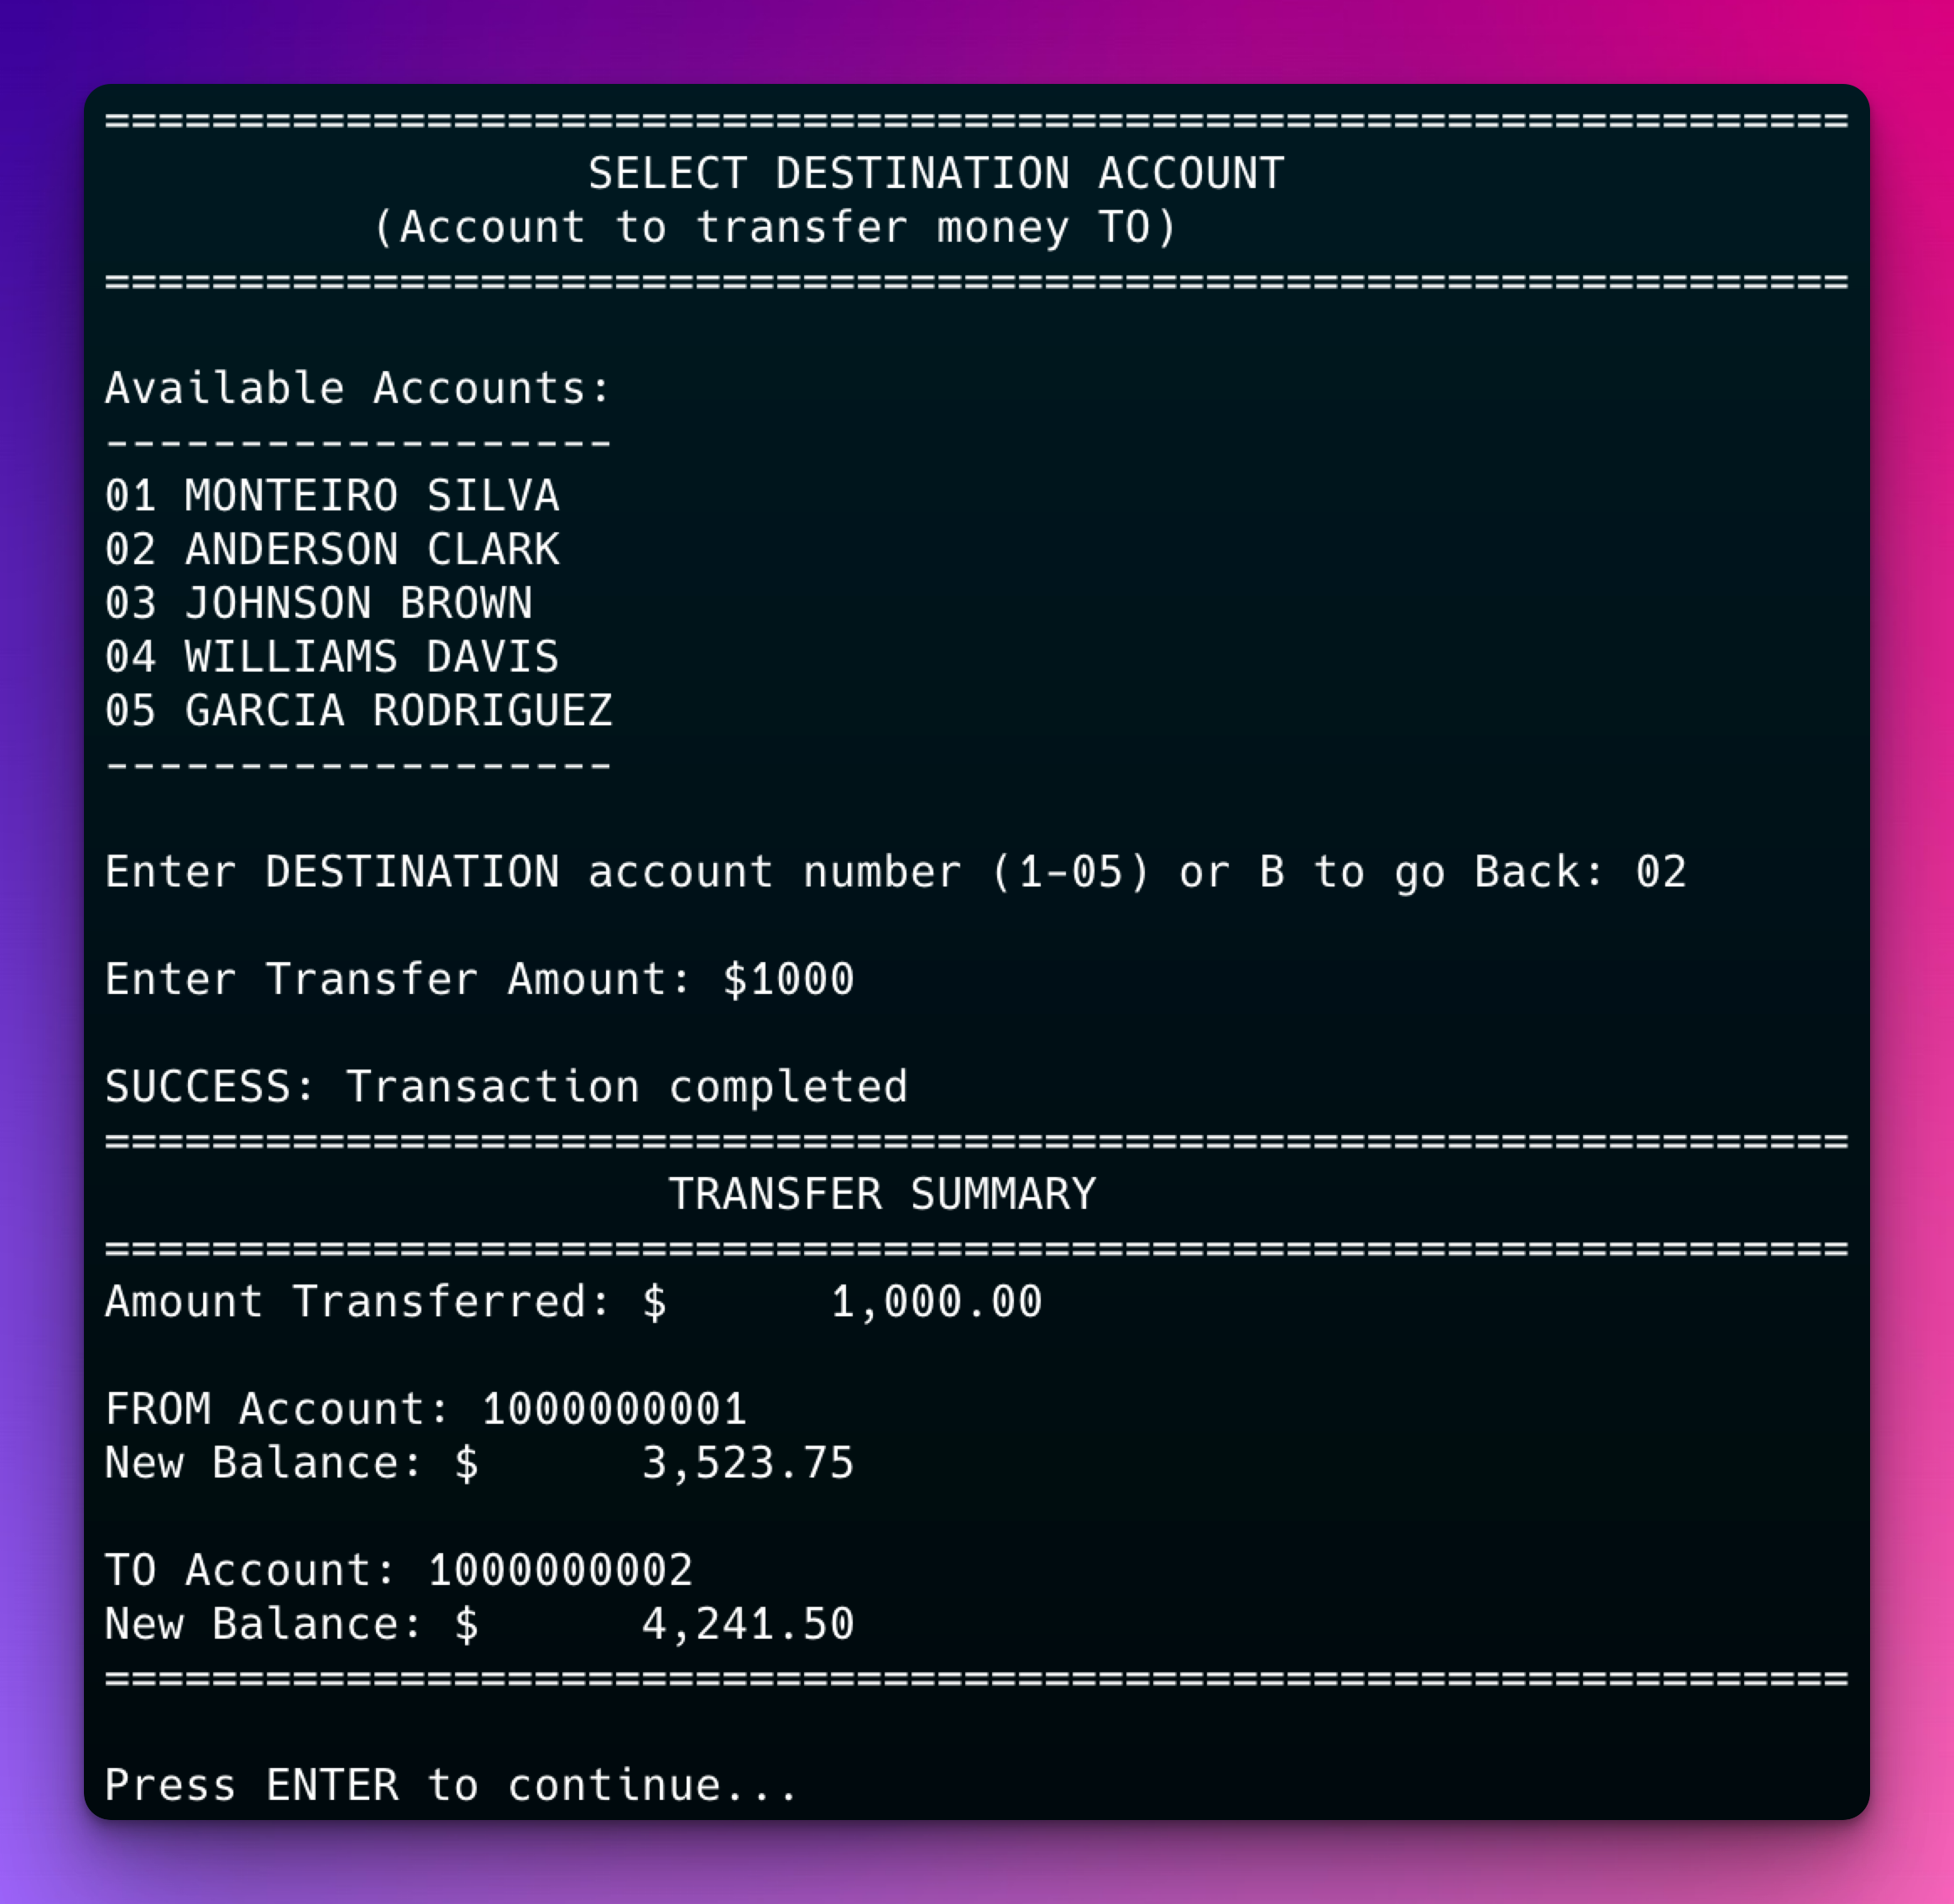 =================================================================
SELECT DESTINATION ACCOUNT
(Account to transfer money TO)
=================================================================
Available Accounts:
-------------------
01 MONTEIRO SILVA
02 ANDERSON CLARK
03 JOHNSON BROWN
04 WILLIAMS DAVIS
05 GARCIA RODRIGUEZ
-------------------
Enter DESTINATION account number (1-05) or B to go Back: 02
Enter Transfer Amount: $1000
SUCCESS: Transaction completed
=================================================================
TRANSFER SUMMARY
=================================================================
Amount Transferred: $      1,000.00
FROM Account: 1000000001
New Balance: $      3,523.75
TO Account: 1000000002
New Balance: $      4,241.50
=================================================================
Press ENTER to continue...